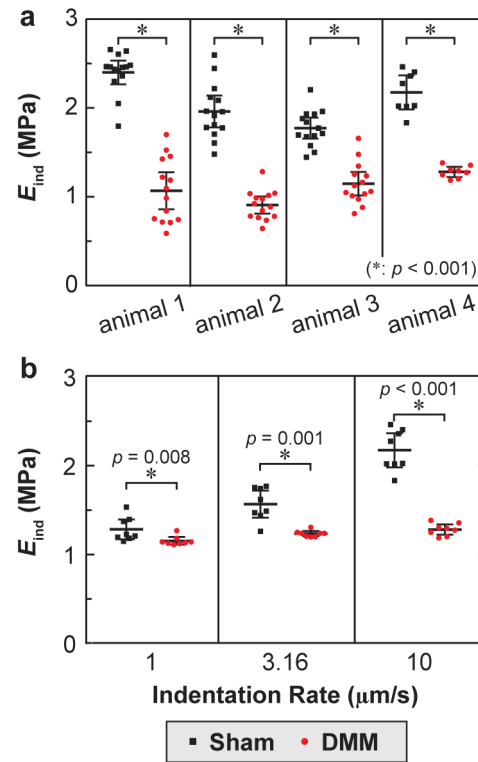 a
3
2
1
0
E_ind (MPa)
* * * *
(*: p < 0.001)
animal 1 animal 2 animal 3 animal 4
b
3
2
1
0
E_ind (MPa)
p = 0.008
*
p = 0.001
*
p < 0.001
*
1 3.16 10
Indentation Rate (μm/s)
Sham DMM